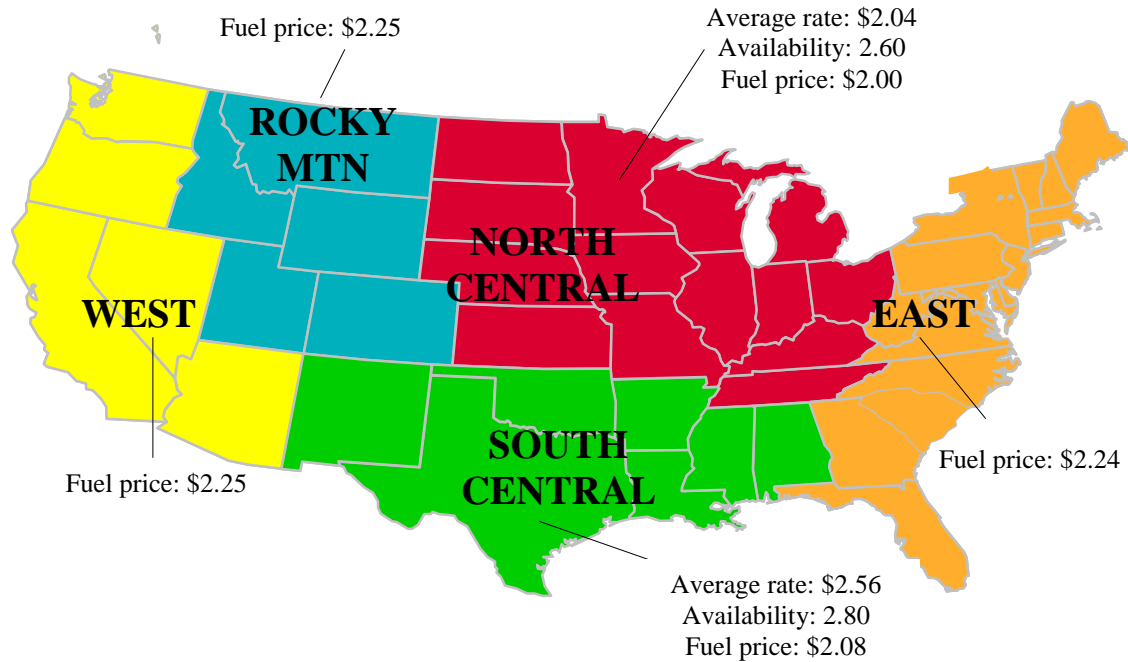 Fuel price: $2.25
Average rate: $2.04
Availability: 2.60
Fuel price: $2.00
ROCKY
MTN
NORTH
CENTRAL
WEST
EAST
SOUTH
CENTRAL
Fuel price: $2.25
Fuel price: $2.24
Average rate: $2.56
Availability: 2.80
Fuel price: $2.08